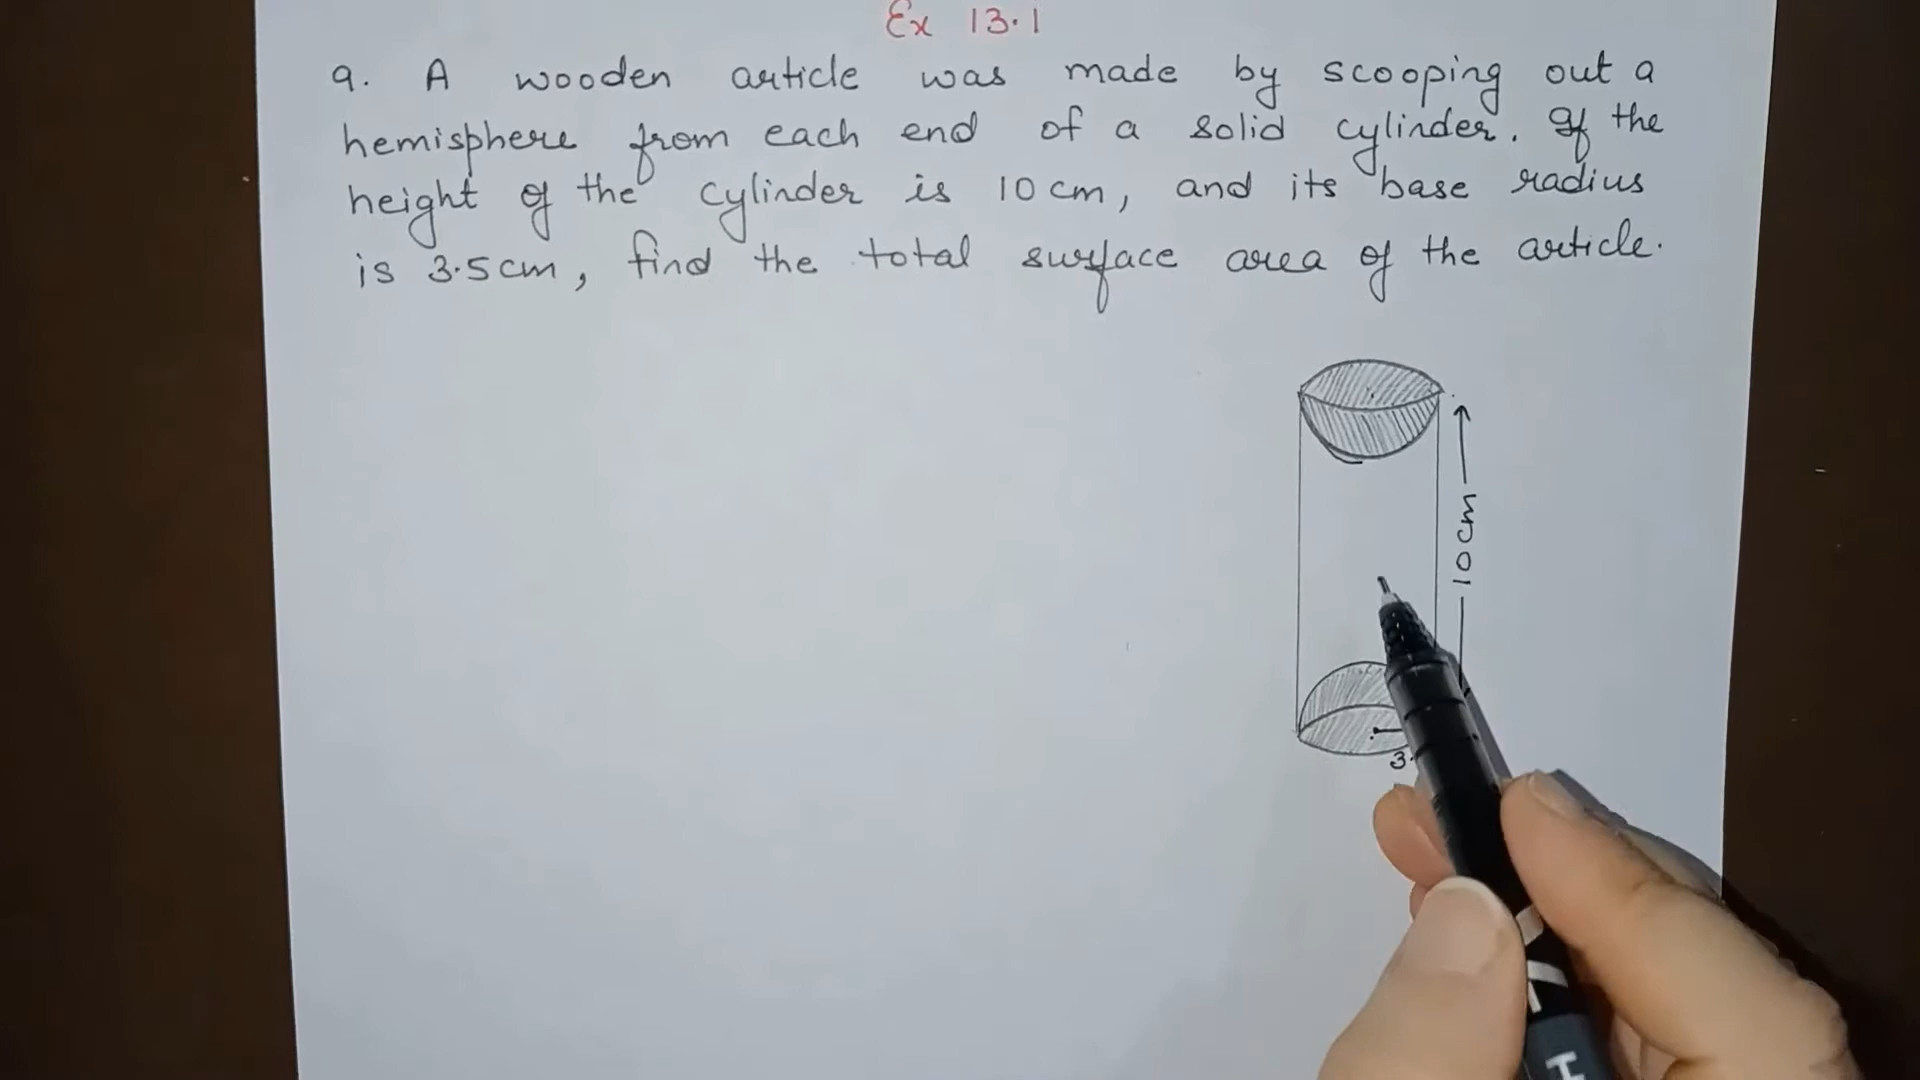 Ex 13.1
9. A wooden article was made by scooping out a
hemisphere from each end of a solid cylinder. If the
height of the cylinder is 10 cm, and its base radius
is 3.5 cm, find the total surface area of the article.
10 cm
3.
H